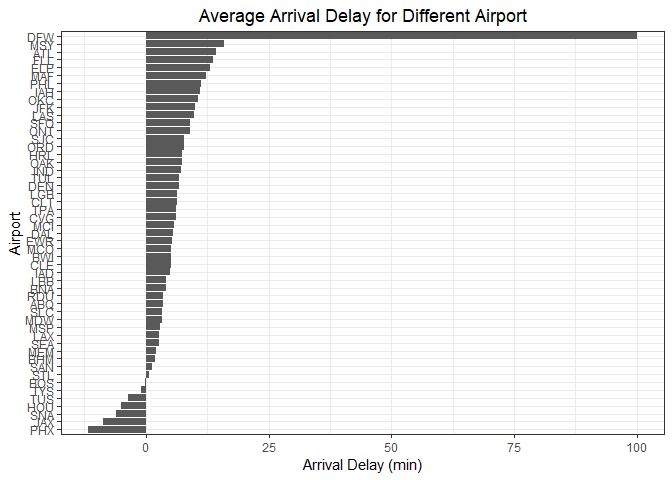 Average Arrival Delay for Different Airport
DFW
MSY
ATL
FLL
ELP
MAF
PHL
IAH
OKC
JFK
LAS
SFO
ONT
SJC
ORD
HRL
OAK
IND
TUL
DEN
LGB
CLT
TPA
CVG
MCI
DAL
EWR
MCO
BWI
CLE
IAD
LBB
BNA
RDU
ABQ
SLC
MDW
MSP
LAX
SEA
MEM
BHM
SAN
STL
BOS
TYS
TUS
HOU
SNA
JAX
PHX
Airport
0 25 50 75 100
Arrival Delay (min)